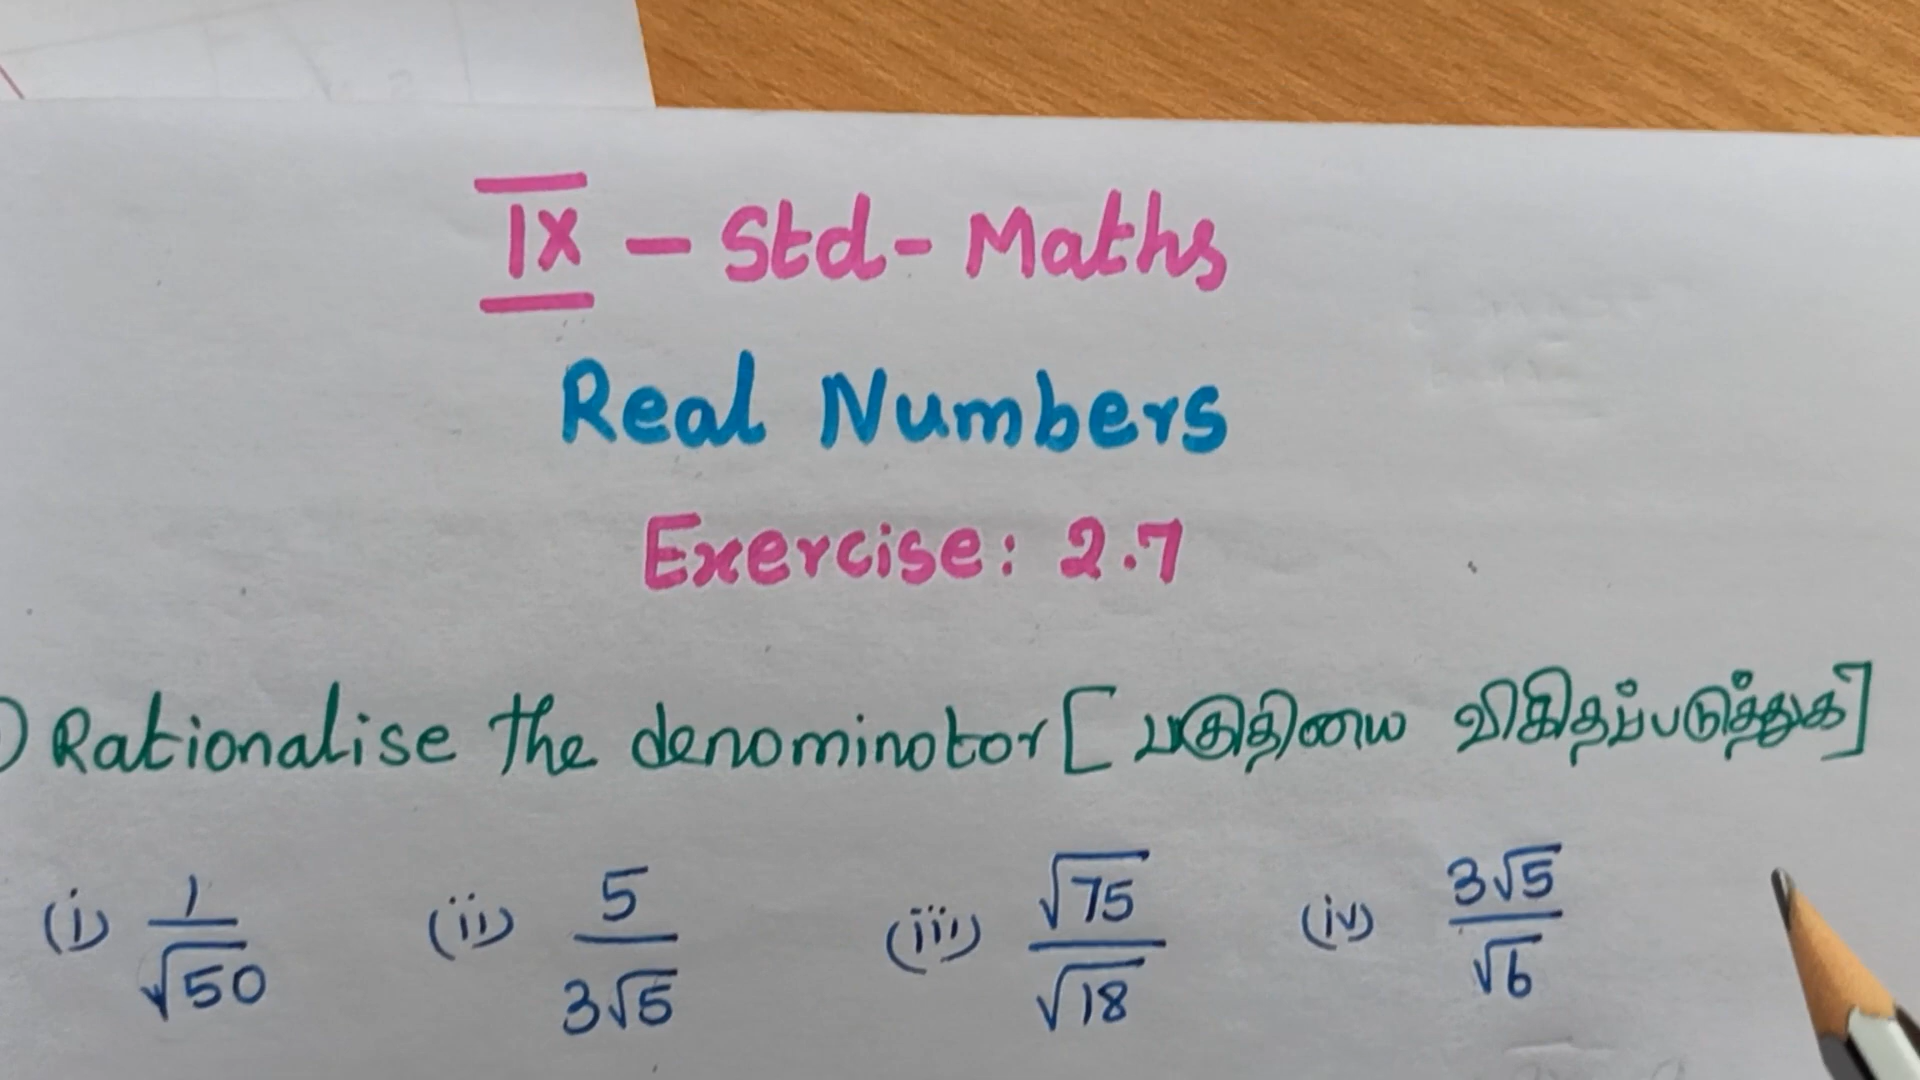 IX - Std - Maths
Real Numbers
Exercise: 2.7
) Rationalise the denominotor [பகுதியை விகிதப்படுத்துக]
(i) 1/√50 (ii) 5/3√5 (iii) √75/√18 (iv) 3√5/√6